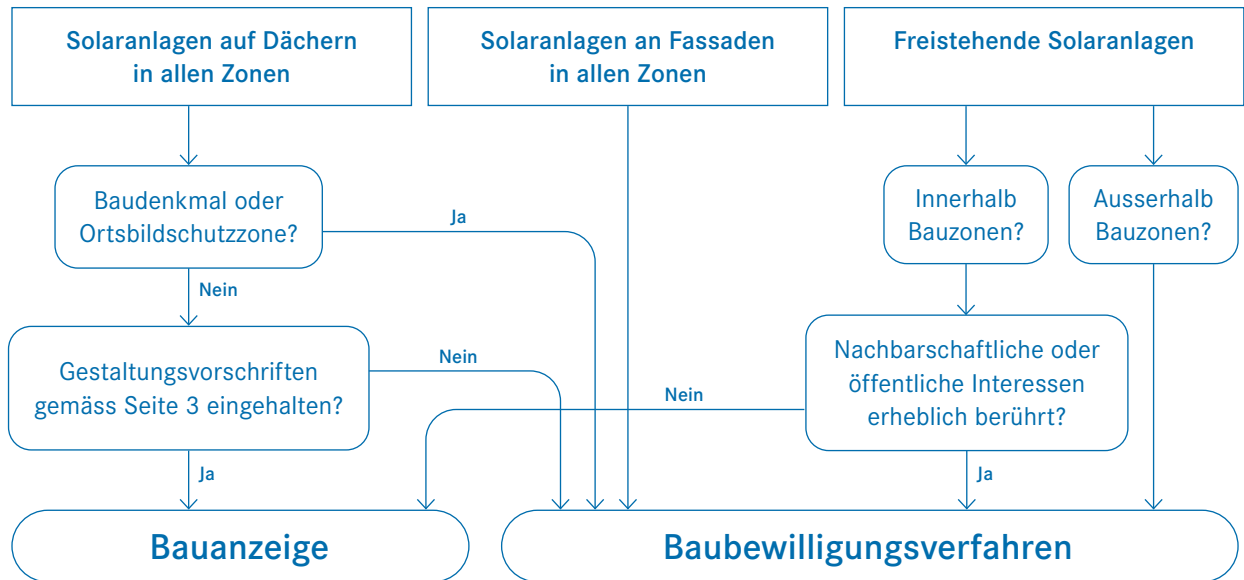 Solaranlagen auf Dächern
in allen Zonen
Solaranlagen an Fassaden
in allen Zonen
Freistehende Solaranlagen
Baudenkmal oder
Ortsbildschutzzone?
Ja
Innerhalb
Bauzonen?
Ausserhalb
Bauzonen?
Nein
Gestaltungsvorschriften
gemäss Seite 3 eingehalten?
Nein
Nein
Nachbarschaftliche oder
öffentliche Interessen
erheblich berührt?
Ja
Ja
Bauanzeige
Baubewilligungsverfahren